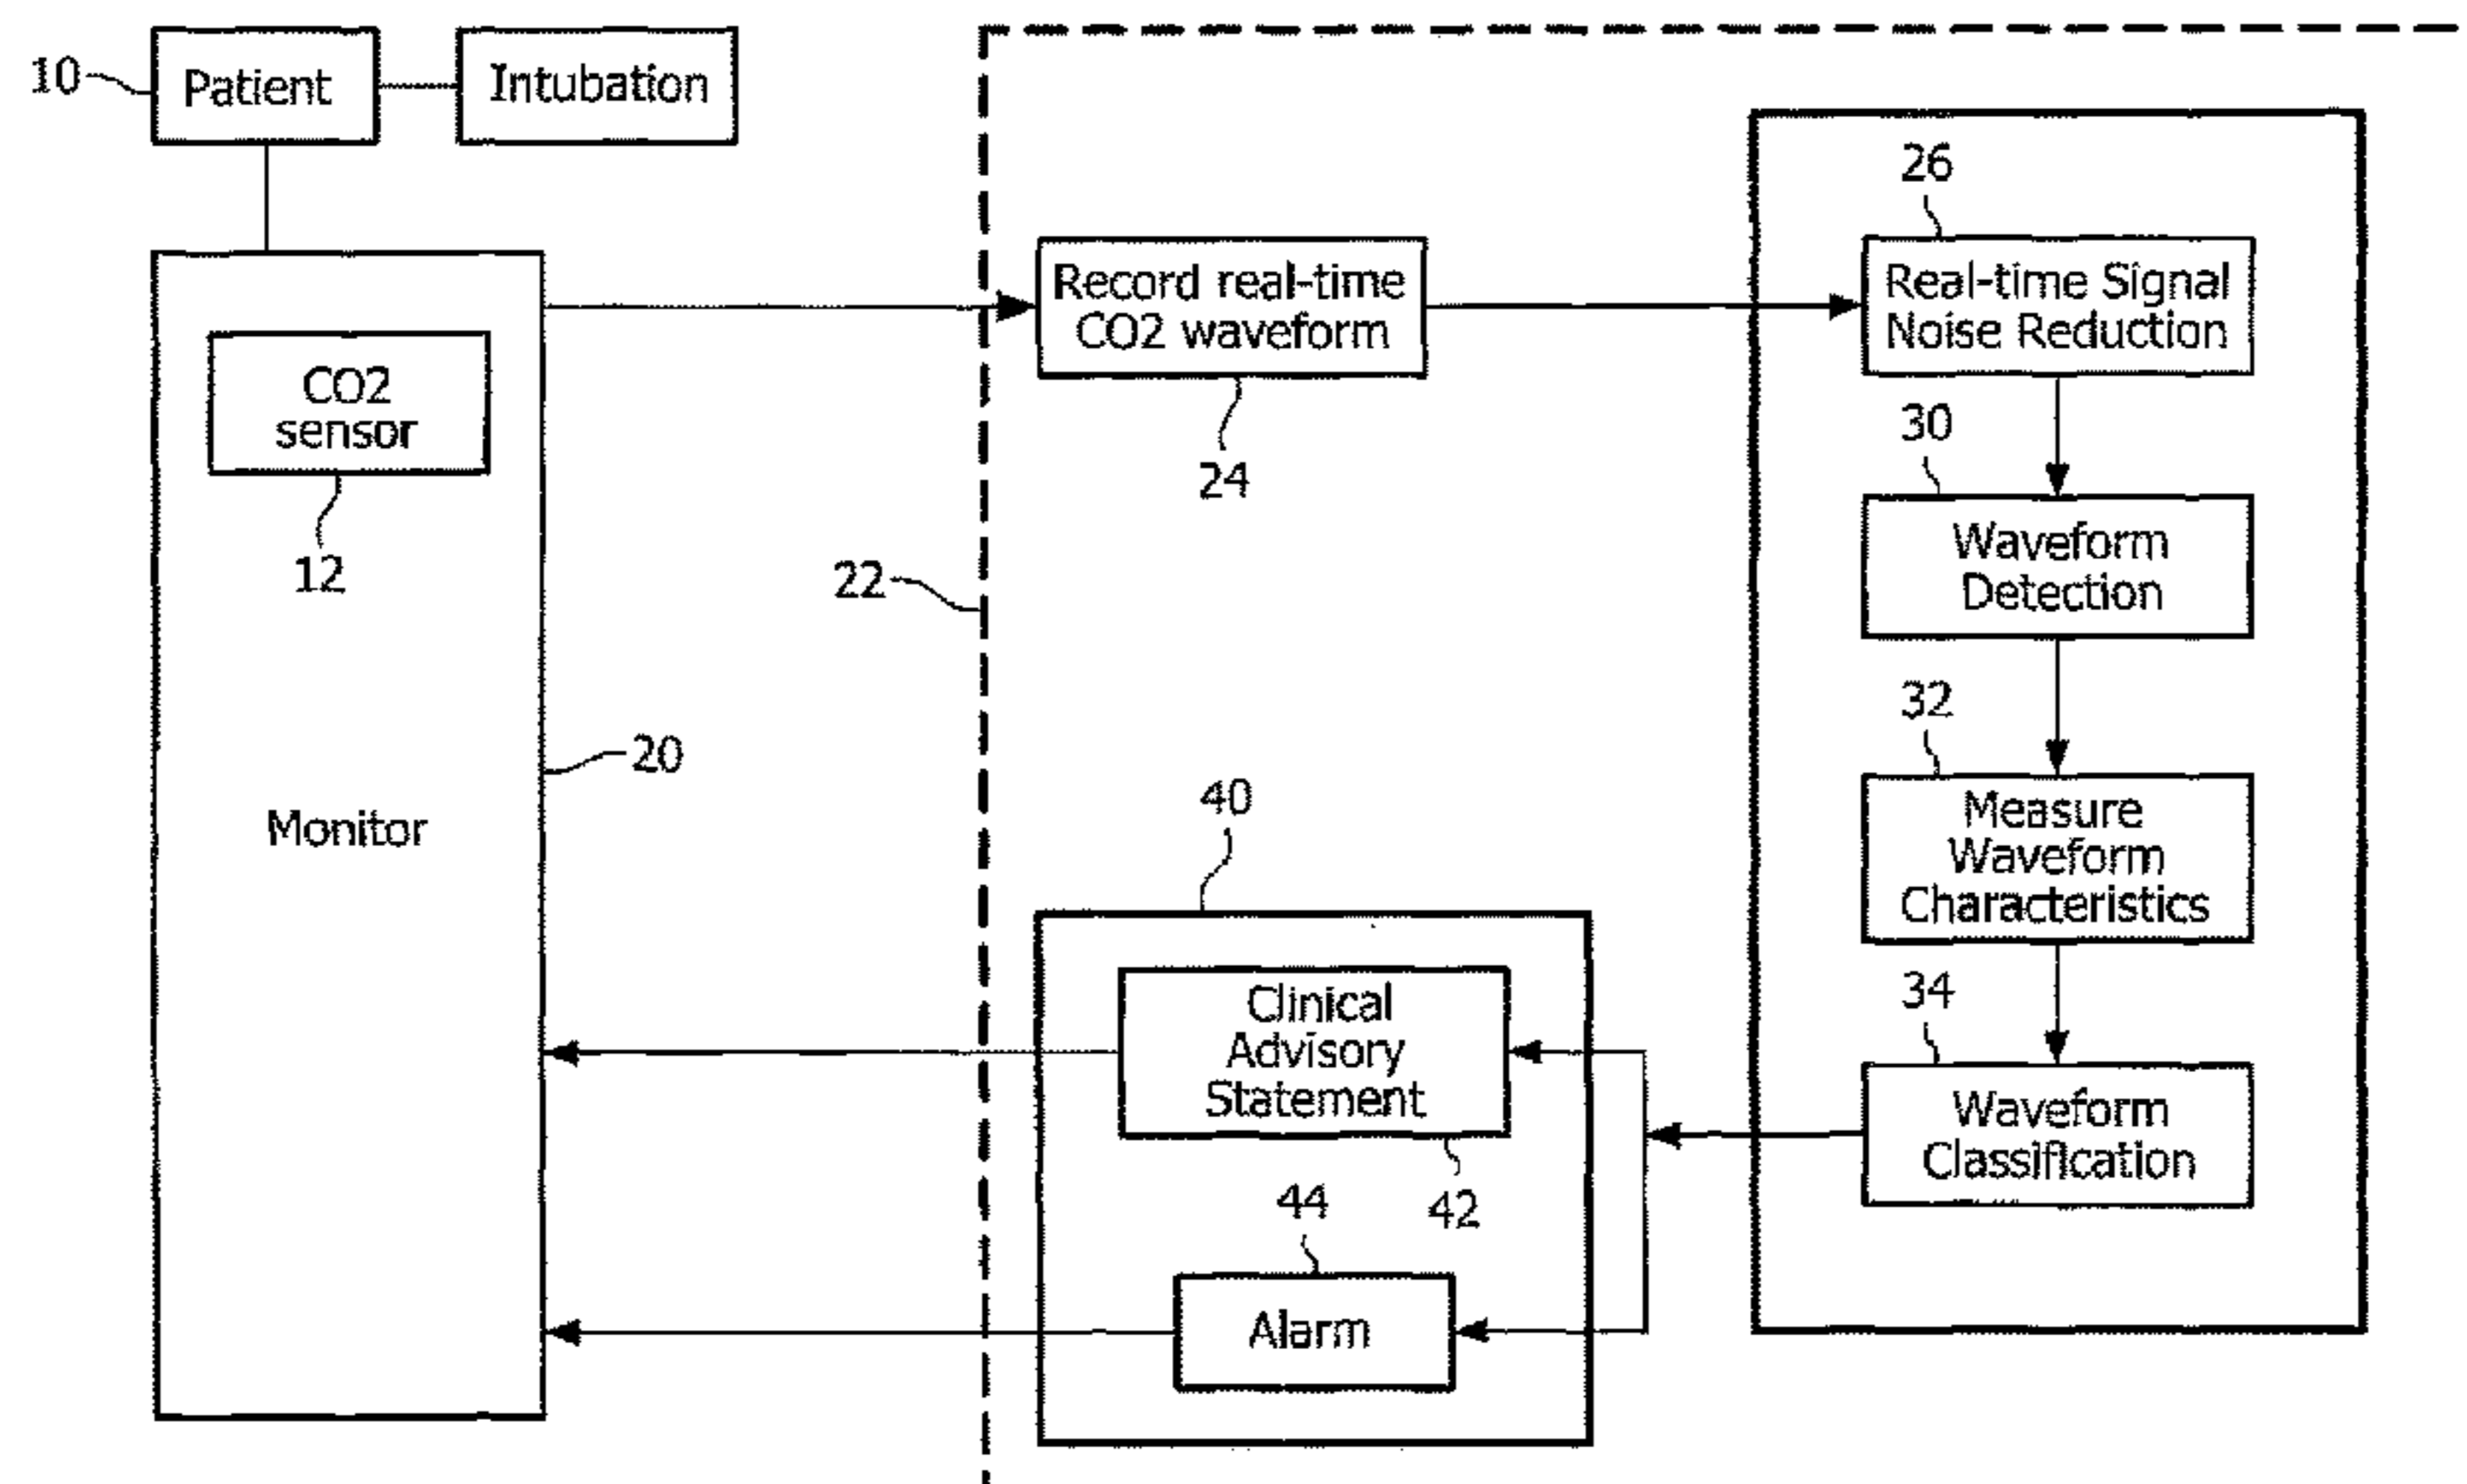 10
Patient
Intubation
26
Record real-time
CO2 waveform
Real-time Signal
Noise Reduction
24
CO2
sensor
12
30
Waveform
Detection
22
20
Monitor
32
Measure
Waveform
Characteristics
40
Clinical
Advisory
Statement
42
34
Waveform
Classification
44
Alarm